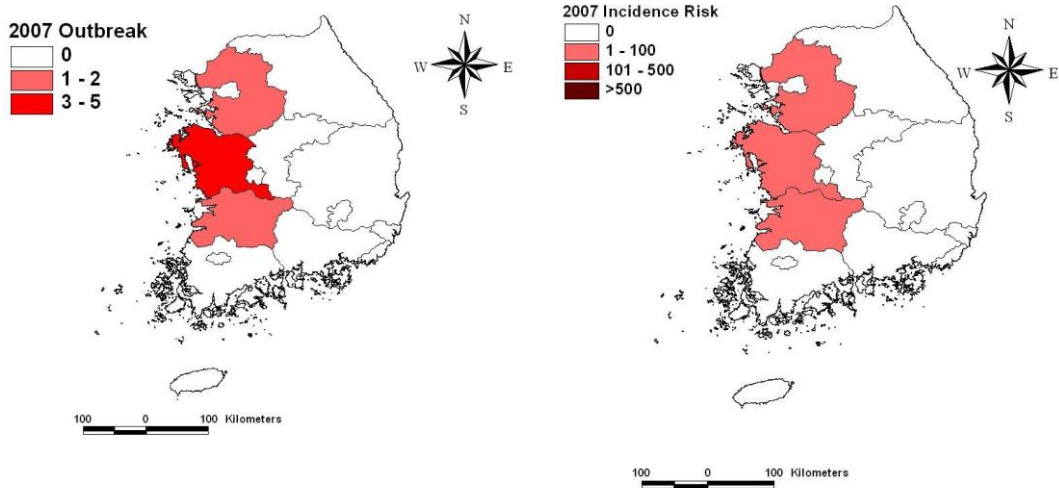 2007 Outbreak
0
1 - 2
3 - 5
N
W E
S
100 0 100 Kilometers
2007 Incidence Risk
0
1 - 100
101 - 500
>500
N
W E
S
100 0 100 Kilometers